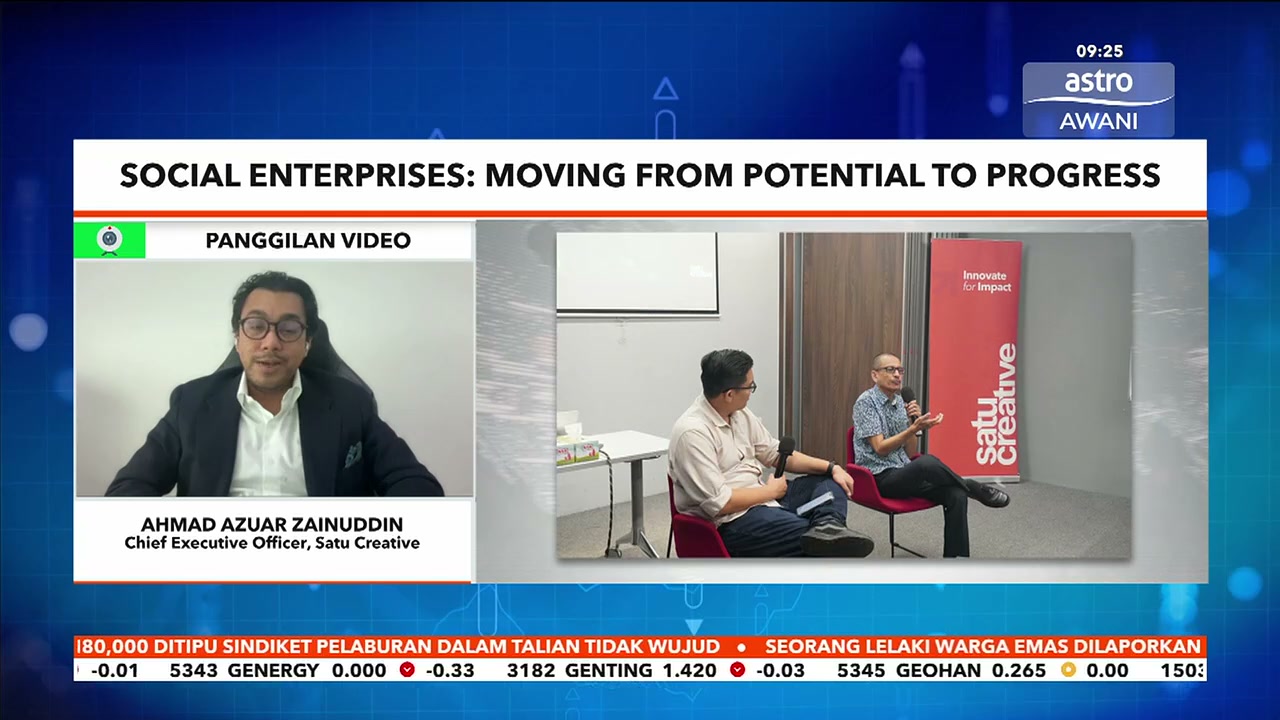 09:25
astro
AWANI
SOCIAL ENTERPRISES: MOVING FROM POTENTIAL TO PROGRESS
PANGGILAN VIDEO
Innovate
for Impact
satu
creative
AHMAD AZUAR ZAINUDDIN
Chief Executive Officer, Satu Creative
180,000 DITIPU SINDIKET PELABURAN DALAM TALIAN TIDAK WUJUD • SEORANG LELAKI WARGA EMAS DILAPORKAN
-0.01 5343 GENERGY 0.000 -0.33 3182 GENTING 1.420 -0.03 5345 GEOHAN 0.265 0.00 1503